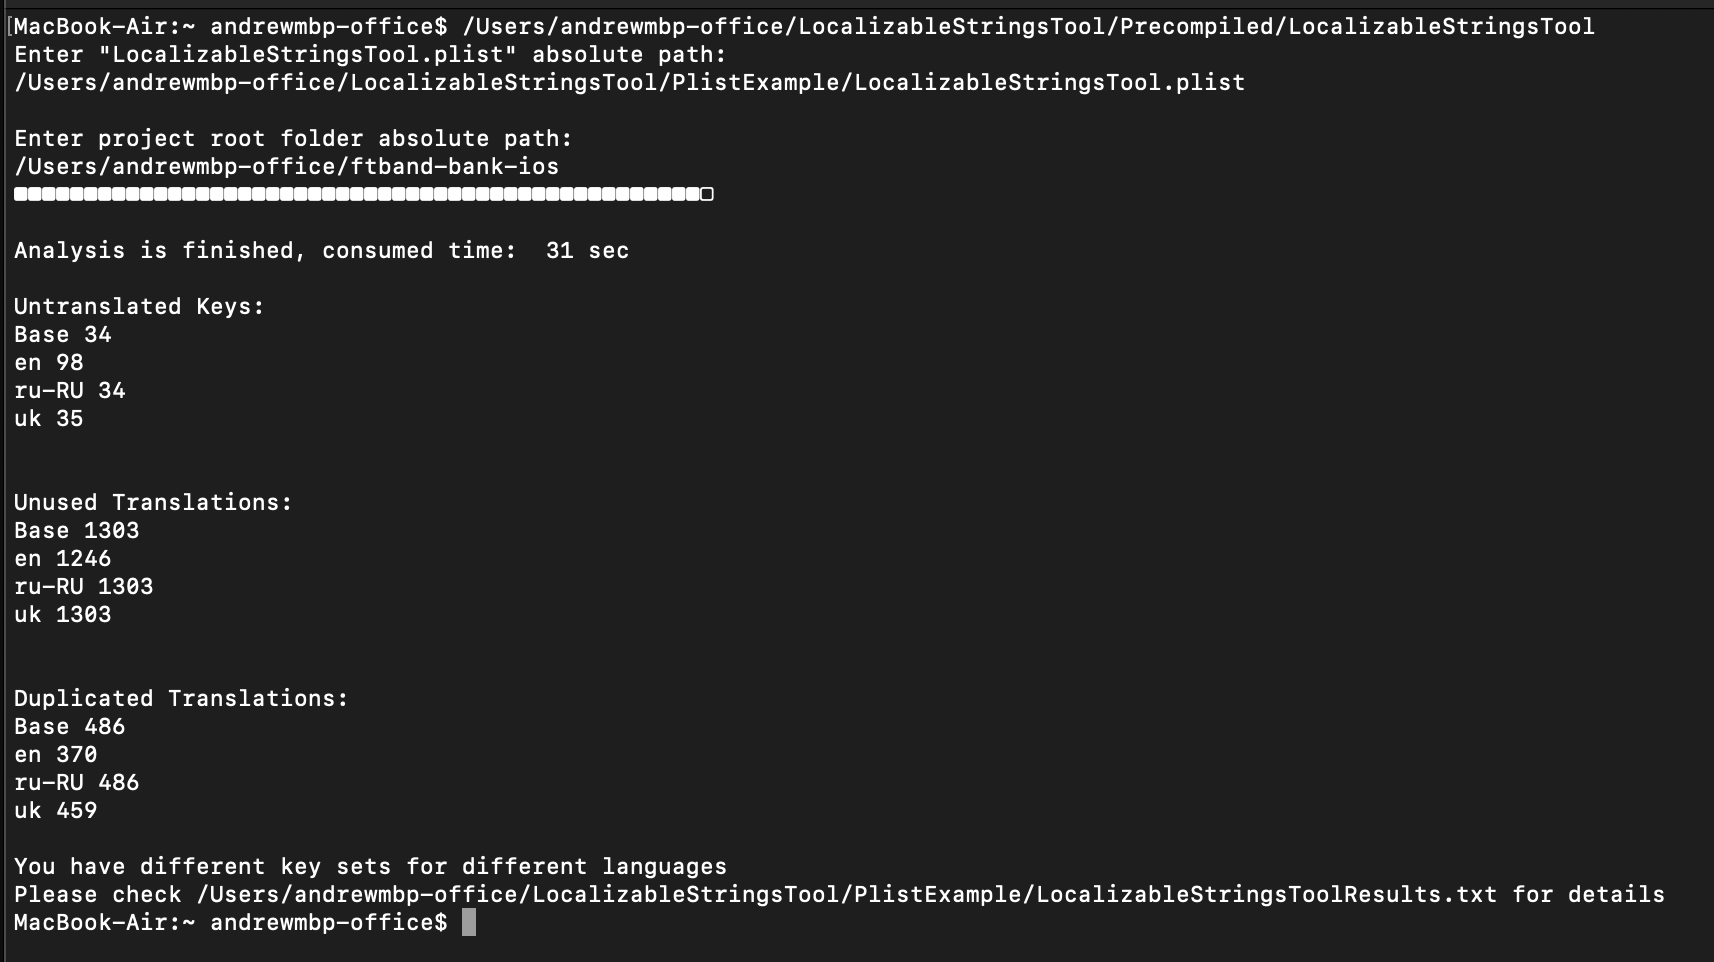 MacBook-Air:~ andrewmbp-office$ /Users/andrewmbp-office/LocalizableStringsTool/Precompiled/LocalizableStringsTool
Enter "LocalizableStringsTool.plist" absolute path:
/Users/andrewmbp-office/LocalizableStringsTool/PlistExample/LocalizableStringsTool.plist
Enter project root folder absolute path:
/Users/andrewmbp-office/ftband-bank-ios
Analysis is finished, consumed time:  31 sec
Untranslated Keys:
Base 34
en 98
ru-RU 34
uk 35
Unused Translations:
Base 1303
en 1246
ru-RU 1303
uk 1303
Duplicated Translations:
Base 486
en 370
ru-RU 486
uk 459
You have different key sets for different languages
Please check /Users/andrewmbp-office/LocalizableStringsTool/PlistExample/LocalizableStringsToolResults.txt for details
MacBook-Air:~ andrewmbp-office$